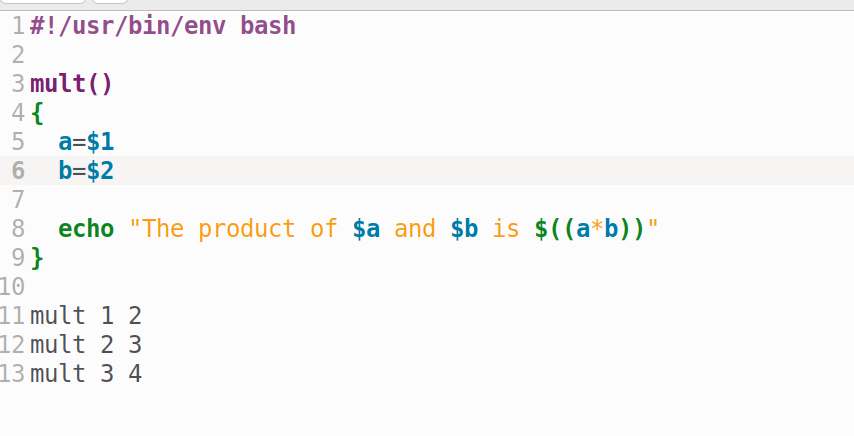 1 #!/usr/bin/env bash
2
3 mult()
4 {
5   a=$1
6   b=$2
7
8   echo "The product of $a and $b is $((a*b))"
9 }
10
11 mult 1 2
12 mult 2 3
13 mult 3 4